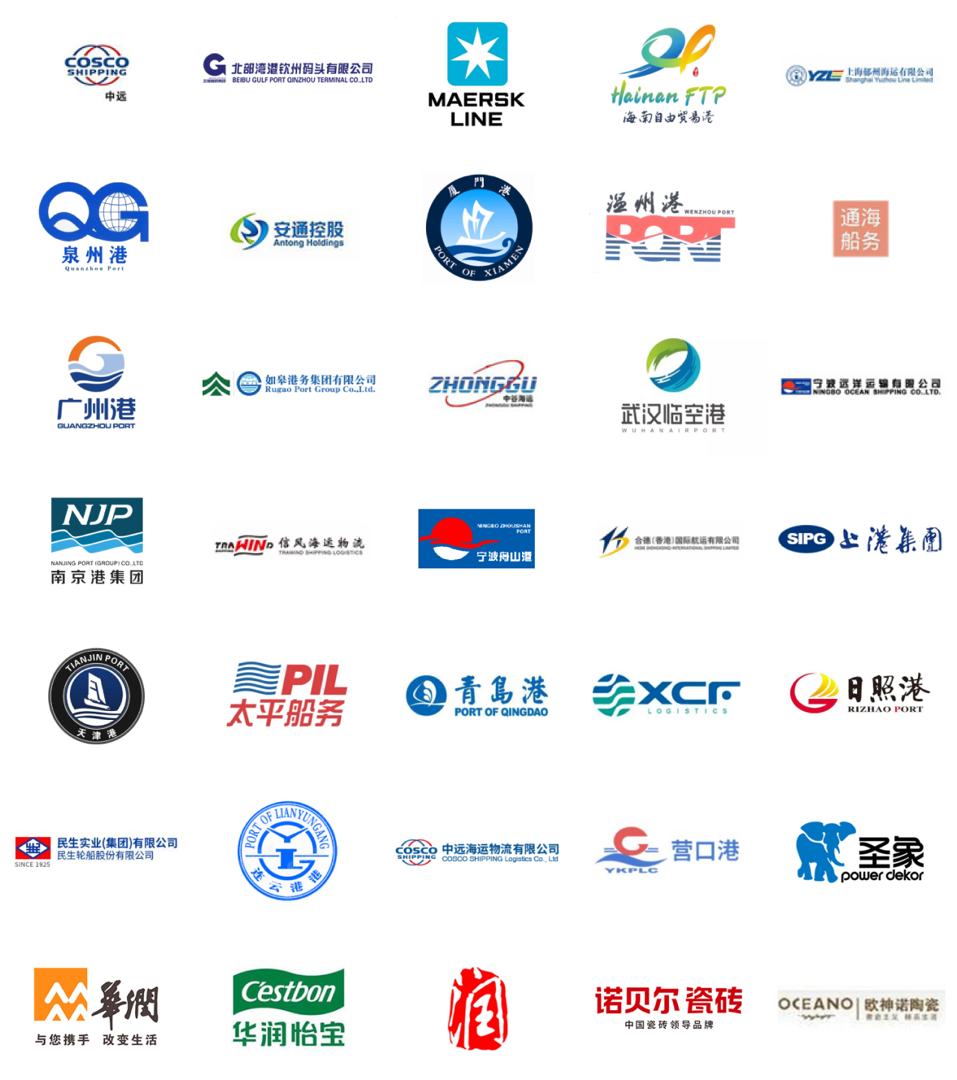 COSCO
SHIPPING
中远
北部湾港钦州码头有限公司
BEIBU GULF PORT QINZHOU TERMINAL CO..LTD
MAERSK
LINE
Hainan FTP
海南自由贸易港
YZL
上海郁州海运有限公司
Shanghai Yuzhou Line Limited
QG
泉州港
Quanzhou Port
安通控股
Antong Holdings
厦門港
PORT OF XIAMEN
温州港 WENZHOU PORT
PORT
通海
船务
广州港
GUANGZHOU PORT
如皋港务集团有限公司
Rugao Port Group Co.,Ltd.
ZHONGGU
中谷海运
ZHONGGU SHIPPING
武汉临空港
WUHANAIRPORT
宁波远洋运输有限公司
NINGBO OCEAN SHIPPING CO.,LTD.
NJP
NANJING PORT (GROUP) CO.,LTD
南京港集团
TRAWIND 信风海运物流
TRAWIND SHIPPING LOGISTICS
NINGBO ZHOUSHAN
PORT
宁波舟山港
合德(香港)国际航运有限公司
HEDE (HONGKONG) INTERNATIONAL SHIPPING LIMITED
SIPG 上港集團
TIANJIN PORT
天津港
PIL
太平船务
青島港
PORT OF QINGDAO
XCF
LOGISTICS
日照港
RIZHAO PORT
民生实业(集团)有限公司
民生轮船股份有限公司
SINCE 1925
PORT OF LIANYUNGANG
连云港港
COSCO
SHIPPING
中远海运物流有限公司
COSCO SHIPPING Logistics Co., Ltd
营口港
YKPLC
圣象
power dekor
華潤
与您携手 改变生活
C'estbon
华润怡宝
润
诺贝尔 瓷砖
中国瓷砖领导品牌
OCEANO 欧神诺陶瓷